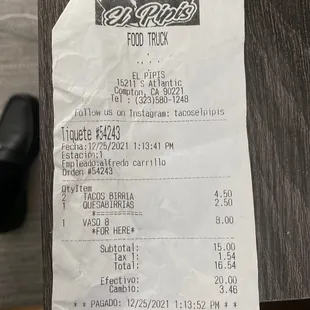 El Pipis
FOOD TRUCK
EL PIPIS
15211 S Atlantic
Compton, CA 90221
Tel : (323)580-1248
Follow us on Instagram: tacoselpipis
Tiquete #54243
Fecha:12/25/2021 1:13:41 PM
Estacion:1
Empleado:alfredo carrillo
Orden #54243
QtyItem
2 TACOS BIRRIA 4.50
1 QUESABIRRIAS 2.50
*==========
1 VASO 8 8.00
*FOR HERE*
Subtotal: 15.00
Tax 1: 1.54
Total: 16.54
Efectivo: 20.00
Cambio: 3.46
* * PAGADO: 12/25/2021 1:13:52 PM * *